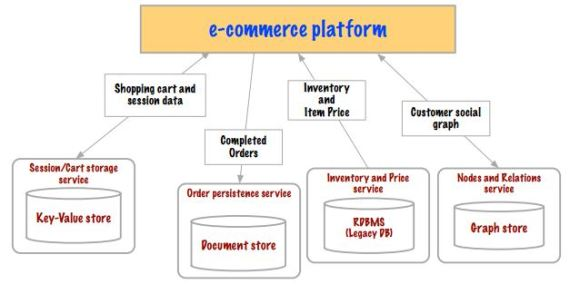 e-commerce platform
Shopping cart and
session data
Completed
Orders
Inventory
and
Item Price
Customer social
graph
Session/Cart storage
service
Key-Value store
Order persistence service
Document store
Inventory and Price
service
RDBMS
(Legacy DB)
Nodes and Relations
service
Graph store